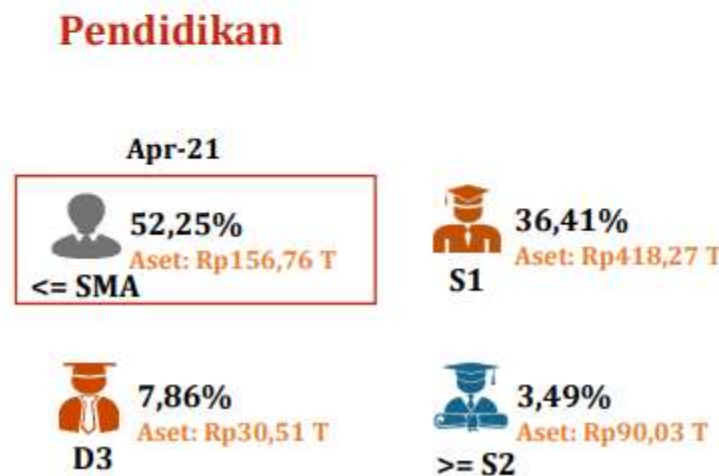 Pendidikan
Apr-21
52,25%
Aset: Rp156,76 T
<= SMA
36,41%
Aset: Rp418,27 T
S1
7,86%
Aset: Rp30,51 T
D3
3,49%
Aset: Rp90,03 T
>= S2